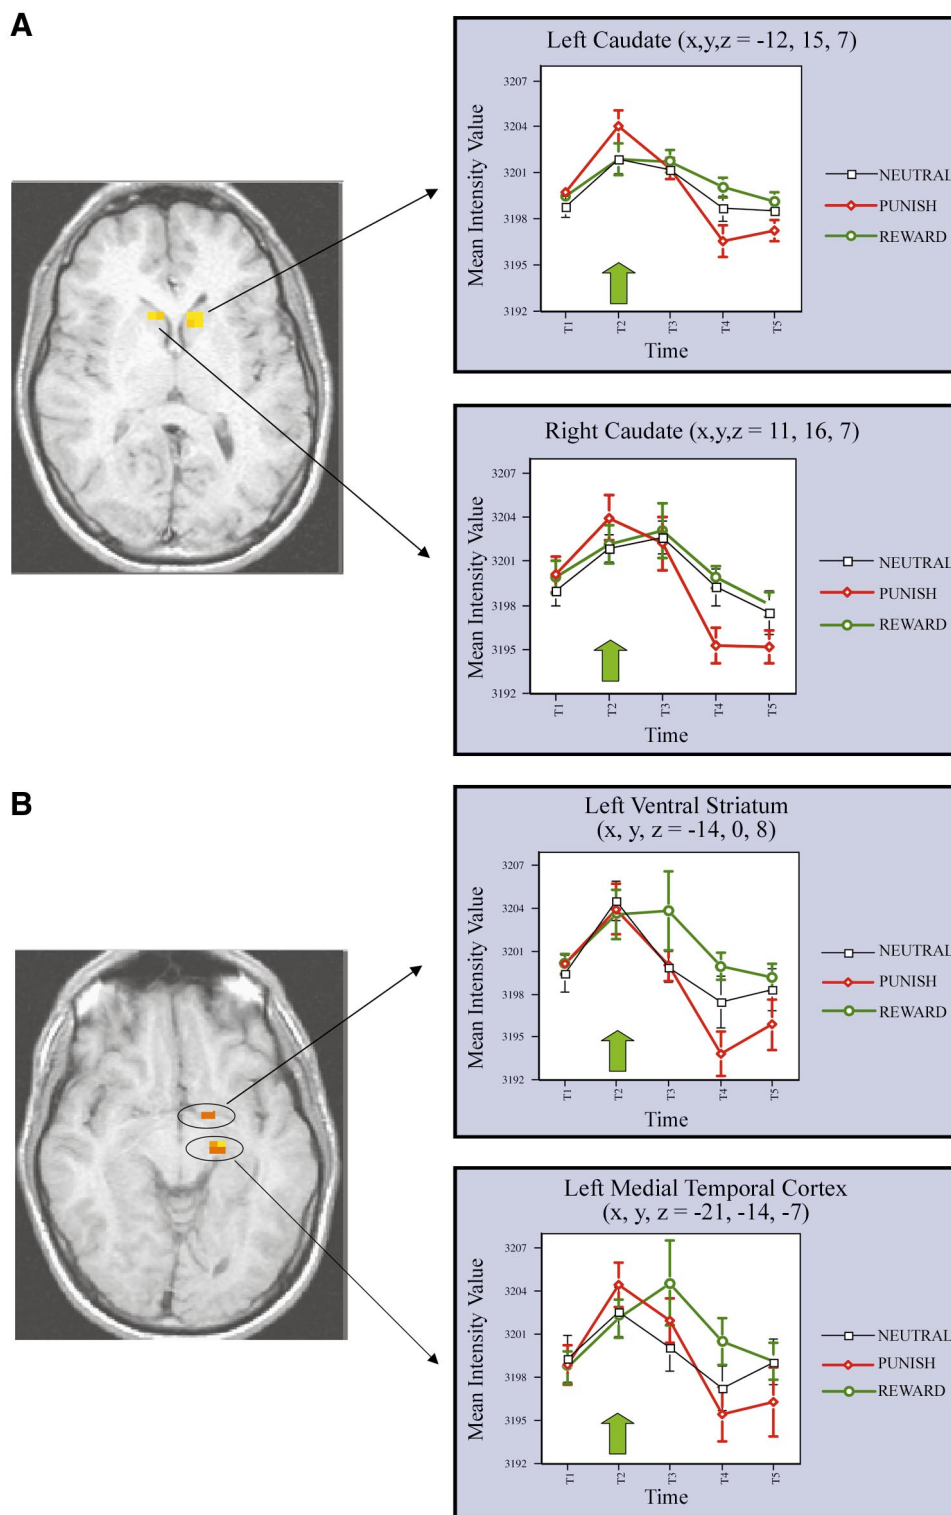 A
Left Caudate (x,y,z = -12, 15, 7)
Mean Intensity Value
3207
3204
3201
3198
3195
3192
T1
T2
T3
T4
T5
Time
NEUTRAL
PUNISH
REWARD
Right Caudate (x,y,z = 11, 16, 7)
Mean Intensity Value
3207
3204
3201
3198
3195
3192
T1
T2
T3
T4
T5
Time
NEUTRAL
PUNISH
REWARD
B
Left Ventral Striatum
(x, y, z = -14, 0, 8)
Mean Intensity Value
3207
3204
3201
3198
3195
3192
T1
T2
T3
T4
T5
Time
NEUTRAL
PUNISH
REWARD
Left Medial Temporal Cortex
(x, y, z = -21, -14, -7)
Mean Intensity Value
3207
3204
3201
3198
3195
3192
T1
T2
T3
T4
T5
Time
NEUTRAL
PUNISH
REWARD